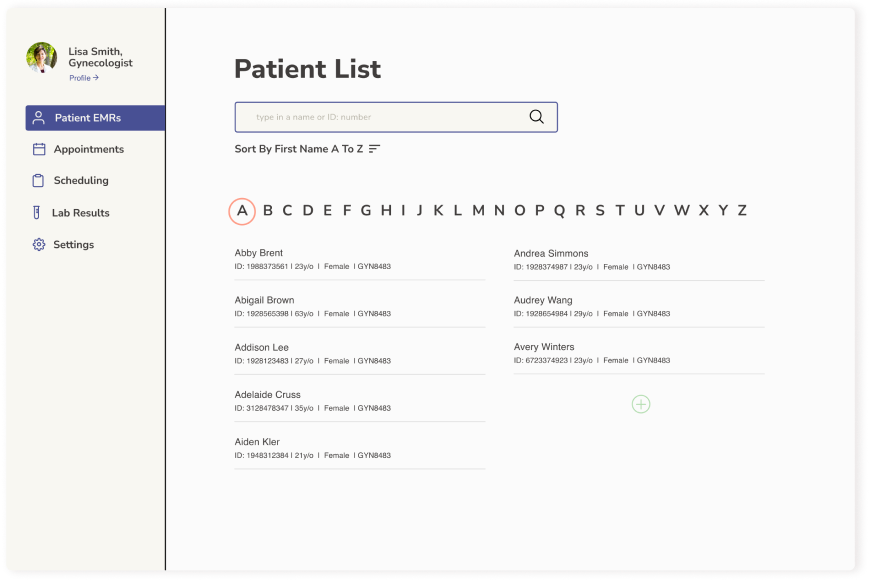 Lisa Smith,
Gynecologist
Profile
Patient EMRs
Appointments
Scheduling
Lab Results
Settings
Patient List
type in a name or ID: number
Sort By First Name A To Z
A B C D E F G H I J K L M N O P Q R S T U V W X Y Z
Abby Brent
ID: 1988373561 | 23y/o | Female | GYN8483
Abigail Brown
ID: 1928565398 | 63y/o | Female | GYN8483
Addison Lee
ID: 1928123483 | 27y/o | Female | GYN8483
Adelaide Cruss
ID: 3128478347 | 35y/o | Female | GYN8483
Aiden Kler
ID: 1948312384 | 21y/o | Female | GYN8483
Andrea Simmons
ID: 1928374987 | 23y/o | Female | GYN8483
Audrey Wang
ID: 1928654984 | 29y/o | Female | GYN8483
Avery Winters
ID: 6723374923 | 23y/o | Female | GYN8483